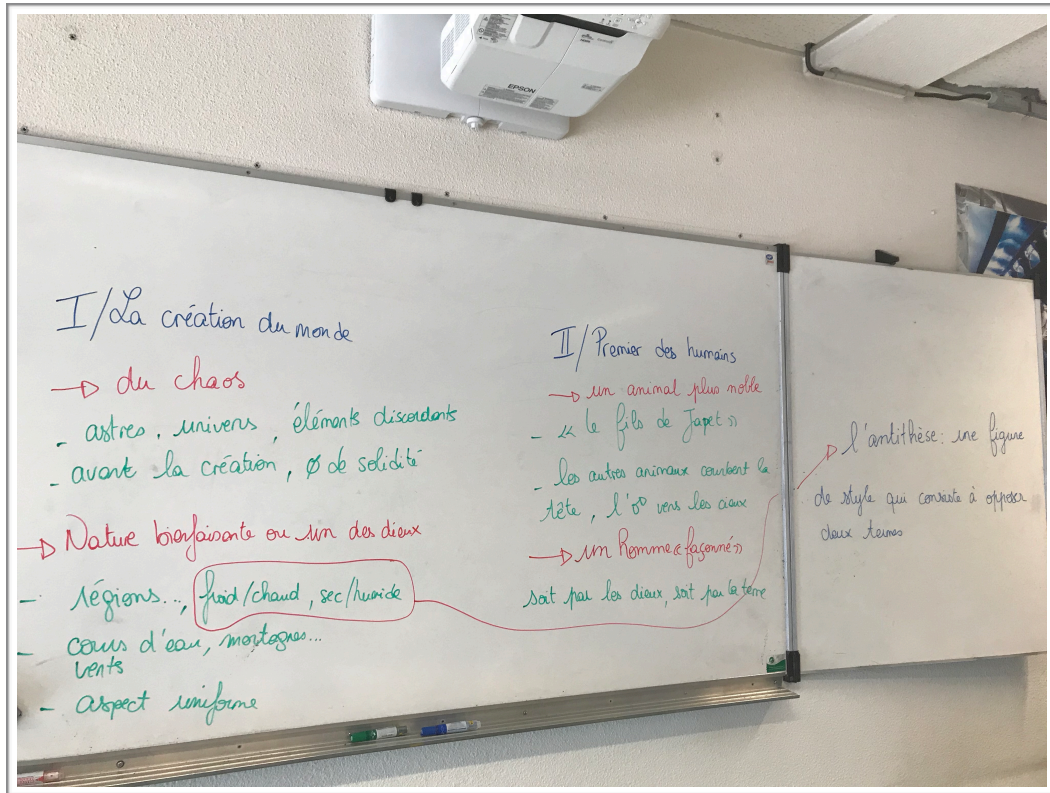 EPSON
I/La création du monde
→ du chaos
- astres, univers, éléments discordants
- avant la création, Ø de solidité
→ Nature bienfaisante ou un des dieux
- régions..., froid/chaud, sec/humide
- cours d'eau, montagnes...
vents
- aspect uniforme
II/Premier des humains
→ un animal plus noble
- « le fils de Japet »
- les autres animaux courbent la
tête, l'Ho vers les cieux
→ un Homme « façonné »
soit par les dieux, soit par la terre
→ l'antithèse: une figure
de style qui consiste à opposer
deux termes